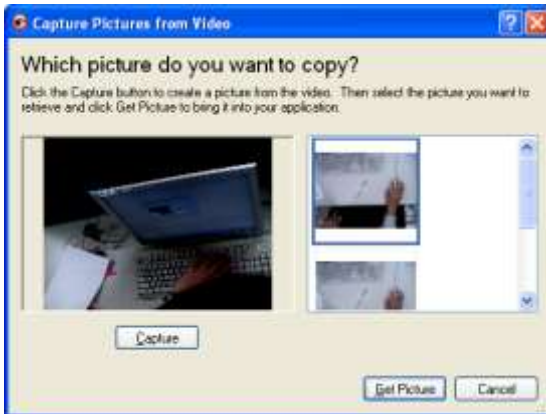 Capture Pictures from Video
Which picture do you want to copy?
Click the Capture button to create a picture from the video. Then select the picture you want to
retrieve and click Get Picture to bring it into your application.
Capture
Get Picture
Cancel